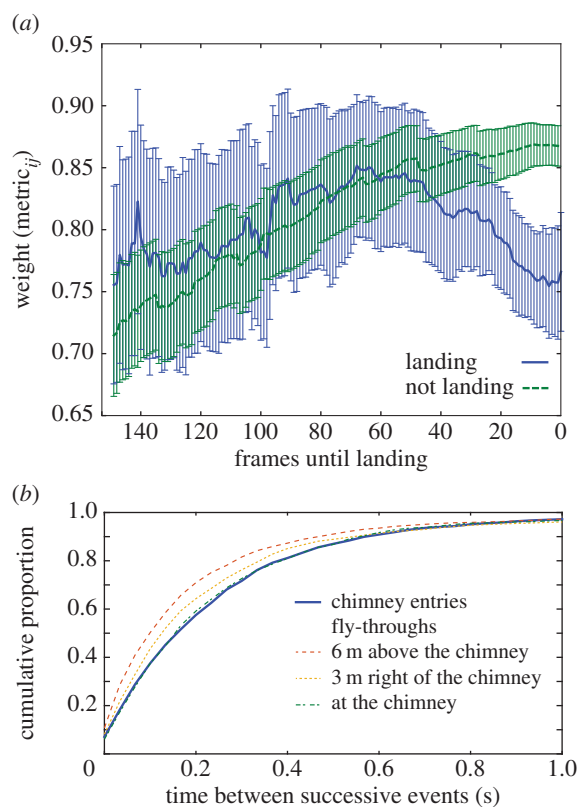 (a)
0.95
0.90
0.85
0.80
0.75
0.70
0.65
weight (metric_ij)
landing
not landing
140 120 100 80 60 40 20 0
frames until landing
(b)
1.0
0.8
0.6
0.4
0.2
cumulative proportion
chimney entries
fly-throughs
6 m above the chimney
3 m right of the chimney
at the chimney
0 0.2 0.4 0.6 0.8 1.0
time between successive events (s)